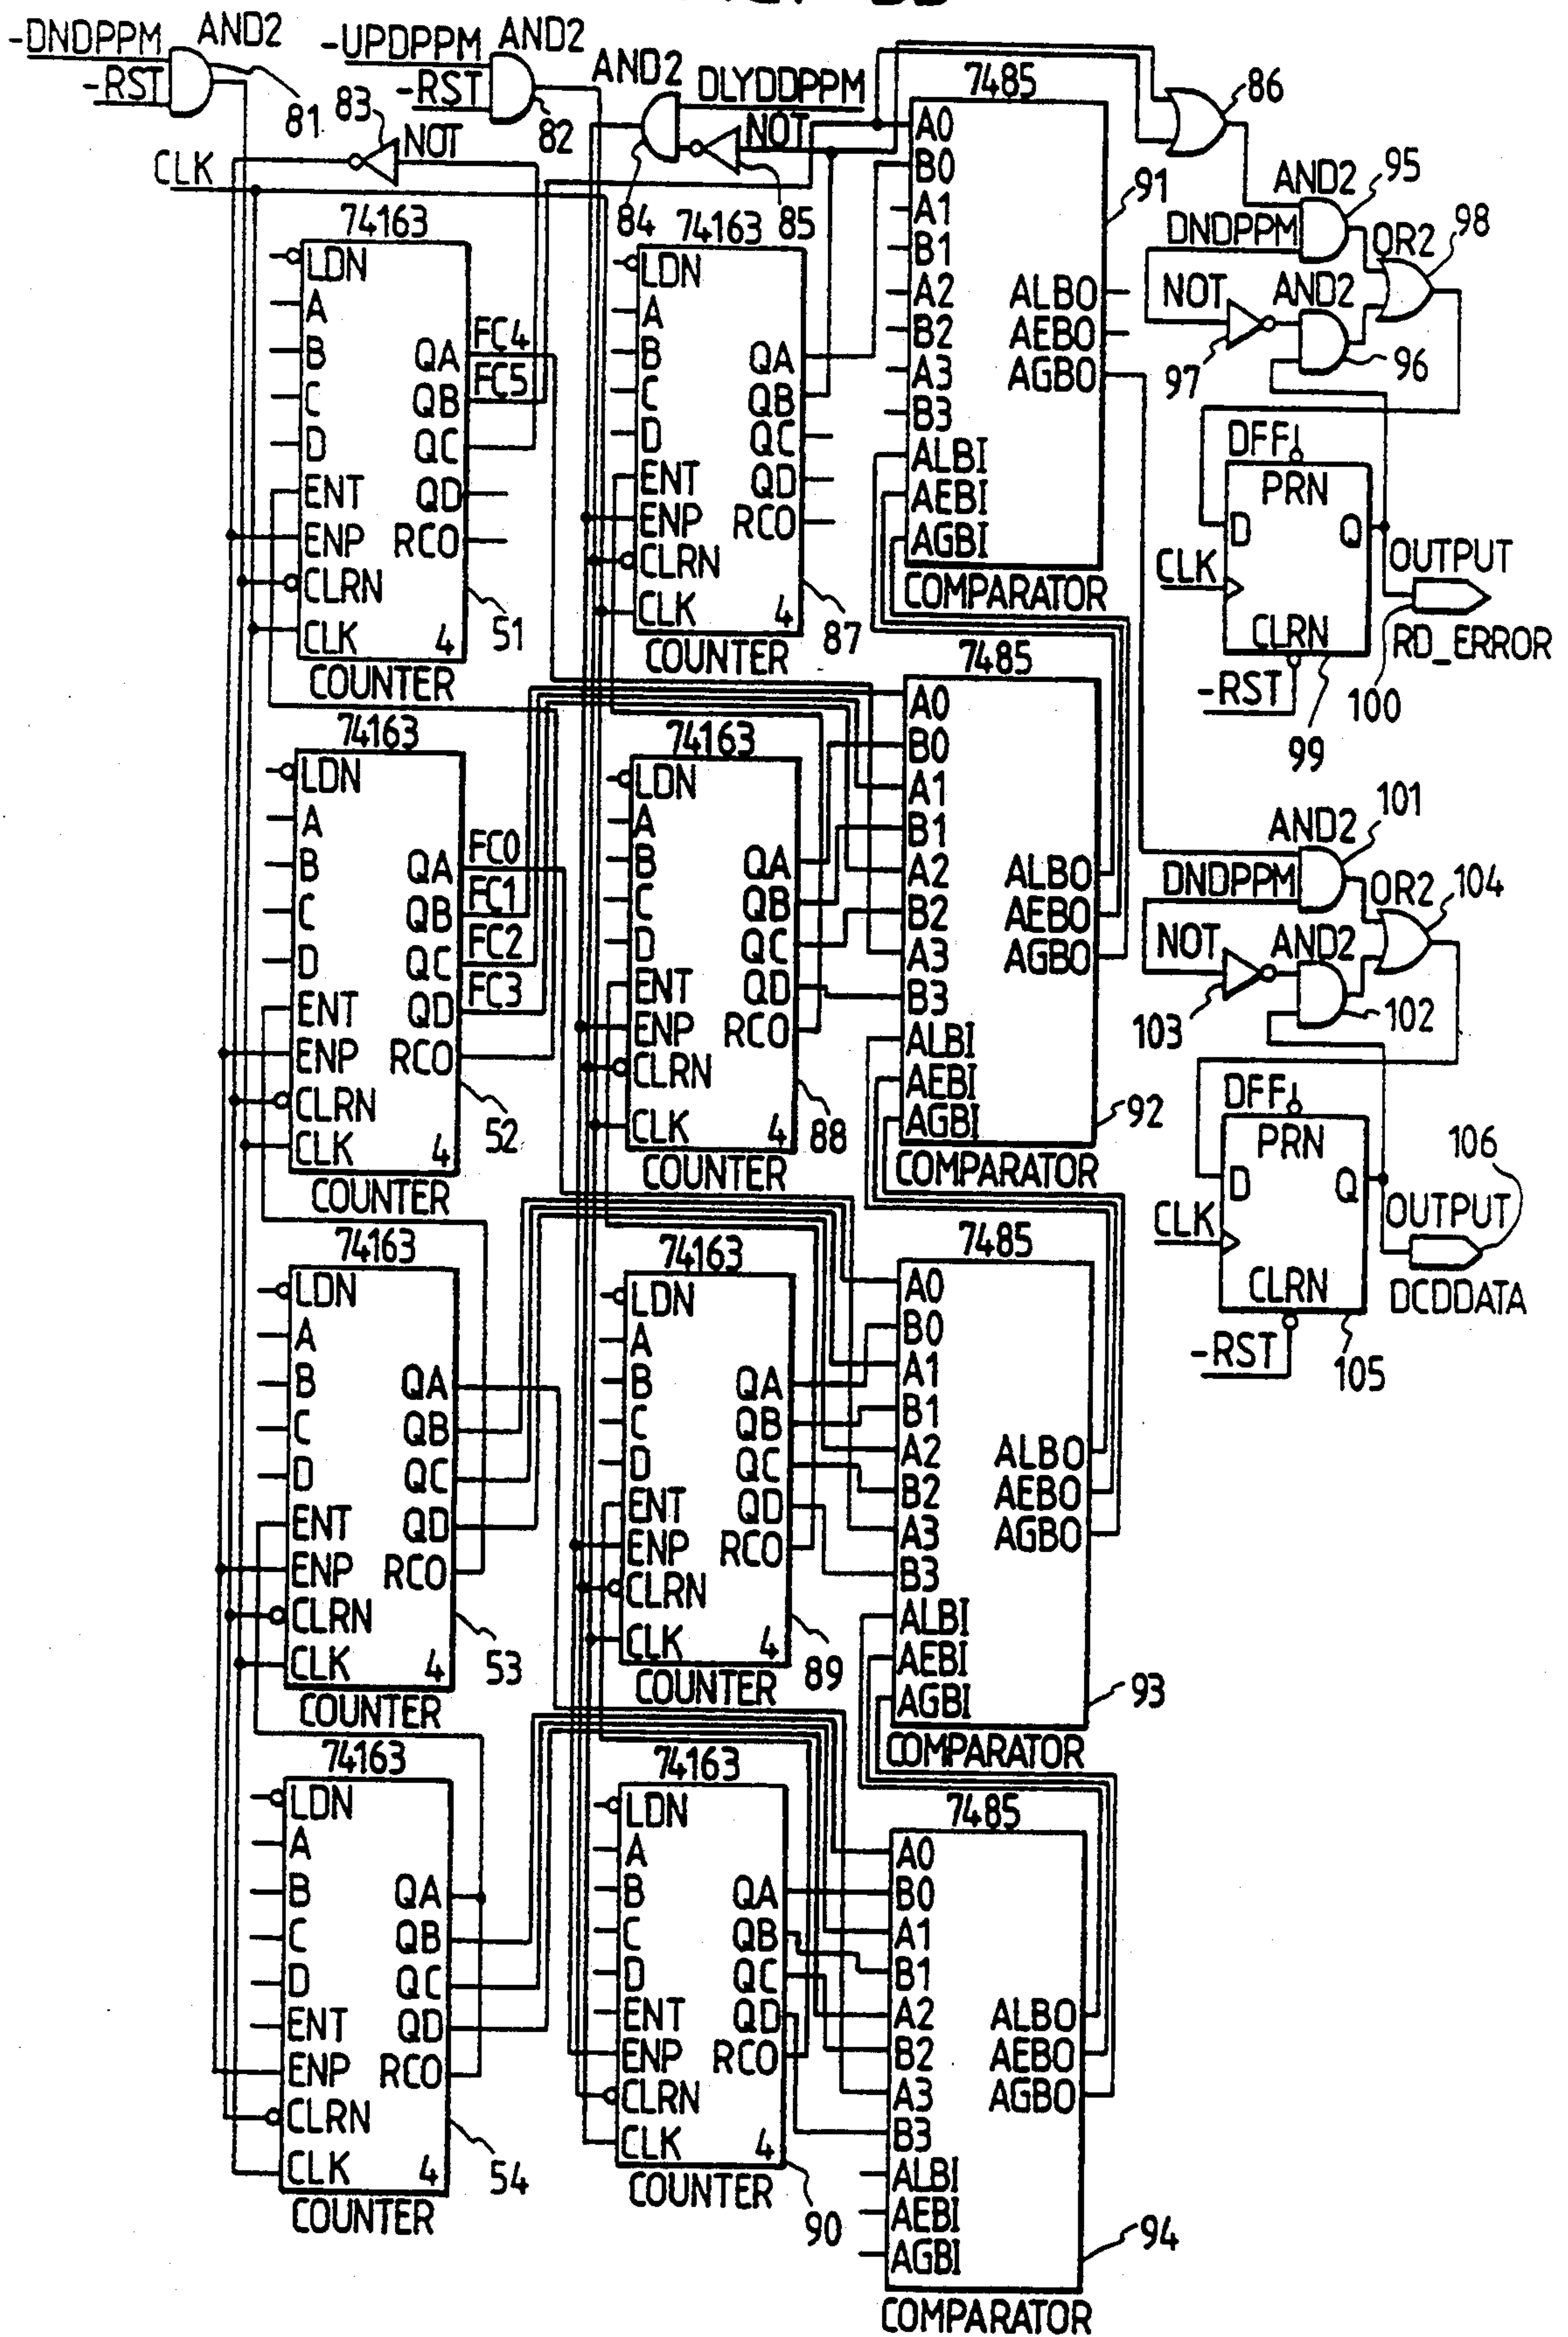 -DNDPPM AND2
-RST
81
-UPDPPM AND2
-RST
82
AND2 DLYDDPPM
NOT
84
85
83 NOT
CLK
86
74163
LDN
A
B
C
D
ENT
ENP
CLRN
CLK
QA FC4
QB FC5
QC
QD
RCO
4
51
COUNTER
74163
LDN
A
B
C
D
ENT
ENP
CLRN
CLK
QA
QB
QC
QD
RCO
4
87
COUNTER
7485
A0
B0
A1
B1
A2
B2
A3
B3
ALBI
AEBI
AGBI
ALBO
AEBO
AGBO
91
COMPARATOR
AND2 95
DNDPPM
OR2 98
NOT AND2
97
96
DFF
PRN
D Q
CLK
CLRN
-RST
99
OUTPUT
100
RD_ERROR
74163
LDN
A
B
C
D
ENT
ENP
CLRN
CLK
QA FC0
QB FC1
QC FC2
QD FC3
RCO
4
52
COUNTER
74163
LDN
A
B
C
D
ENT
ENP
CLRN
CLK
QA
QB
QC
QD
RCO
4
88
COUNTER
7485
A0
B0
A1
B1
A2
B2
A3
B3
ALBI
AEBI
AGBI
ALBO
AEBO
AGBO
92
COMPARATOR
AND2 101
DNDPPM
OR2 104
NOT AND2
103
102
DFF
PRN
D Q
CLK
CLRN
-RST
105
OUTPUT
106
DCDDATA
74163
LDN
A
B
C
D
ENT
ENP
CLRN
CLK
QA
QB
QC
QD
RCO
4
53
COUNTER
74163
LDN
A
B
C
D
ENT
ENP
CLRN
CLK
QA
QB
QC
QD
RCO
4
89
COUNTER
7485
A0
B0
A1
B1
A2
B2
A3
B3
ALBI
AEBI
AGBI
ALBO
AEBO
AGBO
93
COMPARATOR
74163
LDN
A
B
C
D
ENT
ENP
CLRN
CLK
QA
QB
QC
QD
RCO
4
54
COUNTER
74163
LDN
A
B
C
D
ENT
ENP
CLRN
CLK
QA
QB
QC
QD
RCO
4
90
COUNTER
7485
A0
B0
A1
B1
A2
B2
A3
B3
ALBI
AEBI
AGBI
ALBO
AEBO
AGBO
94
COMPARATOR